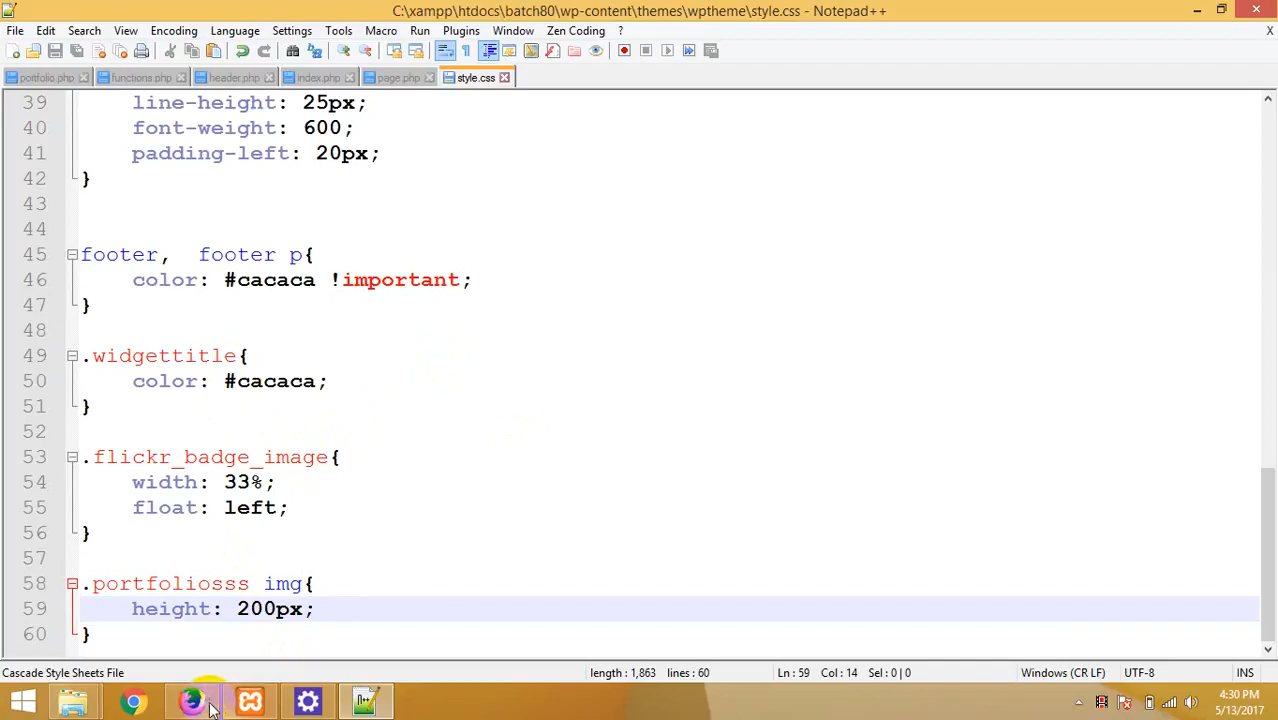 C:\xampp\htdocs\batch80\wp-content\themes\wptheme\style.css - Notepad++
File Edit Search View Encoding Language Settings Tools Macro Run Plugins Window Zen Coding ? X
portfolio.php functions.php header.php index.php page.php style.css
39 line-height: 25px;
40 font-weight: 600;
41 padding-left: 20px;
42 }
43
44
45 footer,  footer p{
46 color: #cacaca !important;
47 }
48
49 .widgettitle{
50 color: #cacaca;
51 }
52
53 .flickr_badge_image{
54 width: 33%;
55 float: left;
56 }
57
58 .portfoliosss img{
59 height: 200px;
60 }
Cascade Style Sheets File length : 1,863 lines : 60 Ln : 59 Col : 14 Sel : 0 | 0 Windows (CR LF) UTF-8 INS
4:30 PM
5/13/2017